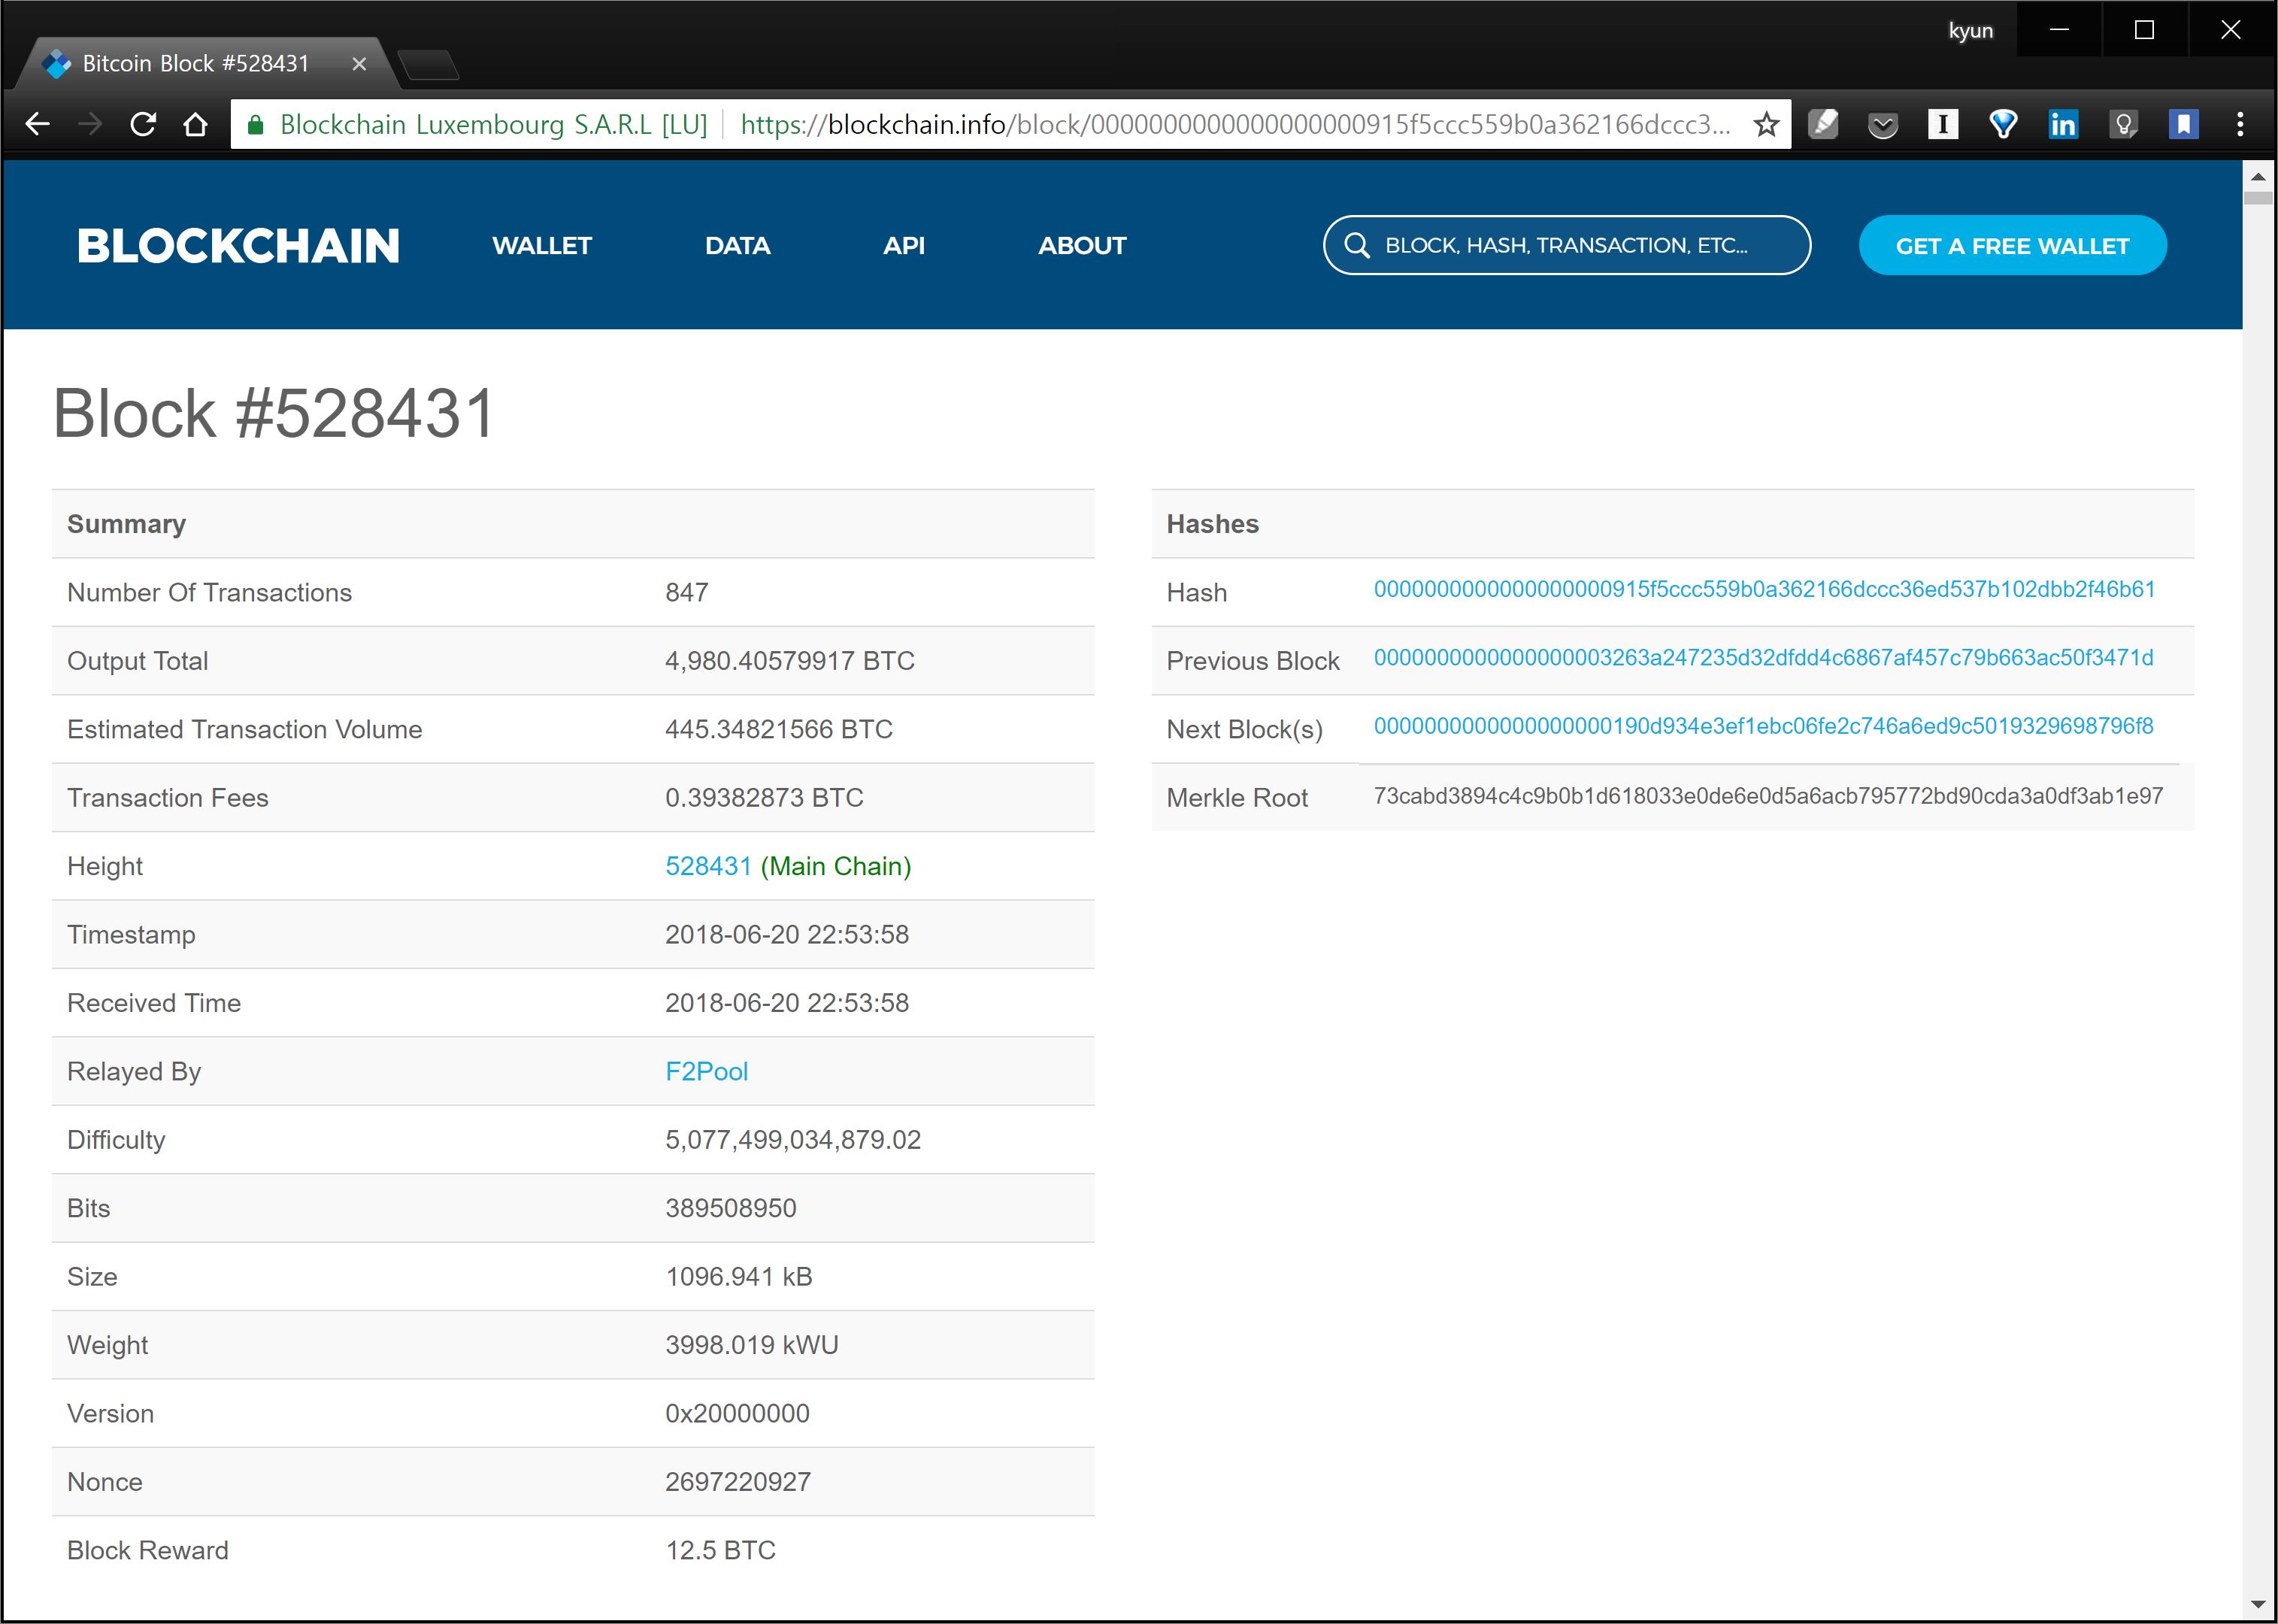 kyun
Bitcoin Block #528431
Blockchain Luxembourg S.A.R.L [LU] https://blockchain.info/block/0000000000000000000915f5ccc559b0a362166dccc3...
BLOCKCHAIN WALLET DATA API ABOUT BLOCK, HASH, TRANSACTION, ETC... GET A FREE WALLET
Block #528431
Summary
Number Of Transactions 847
Output Total 4,980.40579917 BTC
Estimated Transaction Volume 445.34821566 BTC
Transaction Fees 0.39382873 BTC
Height 528431 (Main Chain)
Timestamp 2018-06-20 22:53:58
Received Time 2018-06-20 22:53:58
Relayed By F2Pool
Difficulty 5,077,499,034,879.02
Bits 389508950
Size 1096.941 kB
Weight 3998.019 kWU
Version 0x20000000
Nonce 2697220927
Block Reward 12.5 BTC
Hashes
Hash 0000000000000000000915f5ccc559b0a362166dccc36ed537b102dbb2f46b61
Previous Block 0000000000000000003263a247235d32dfdd4c6867af457c79b663ac50f3471d
Next Block(s) 0000000000000000000190d934e3ef1ebc06fe2c746a6ed9c5019329698796f8
Merkle Root 73cabd3894c4c9b0b1d618033e0de6e0d5a6acb795772bd90cda3a0df3ab1e97